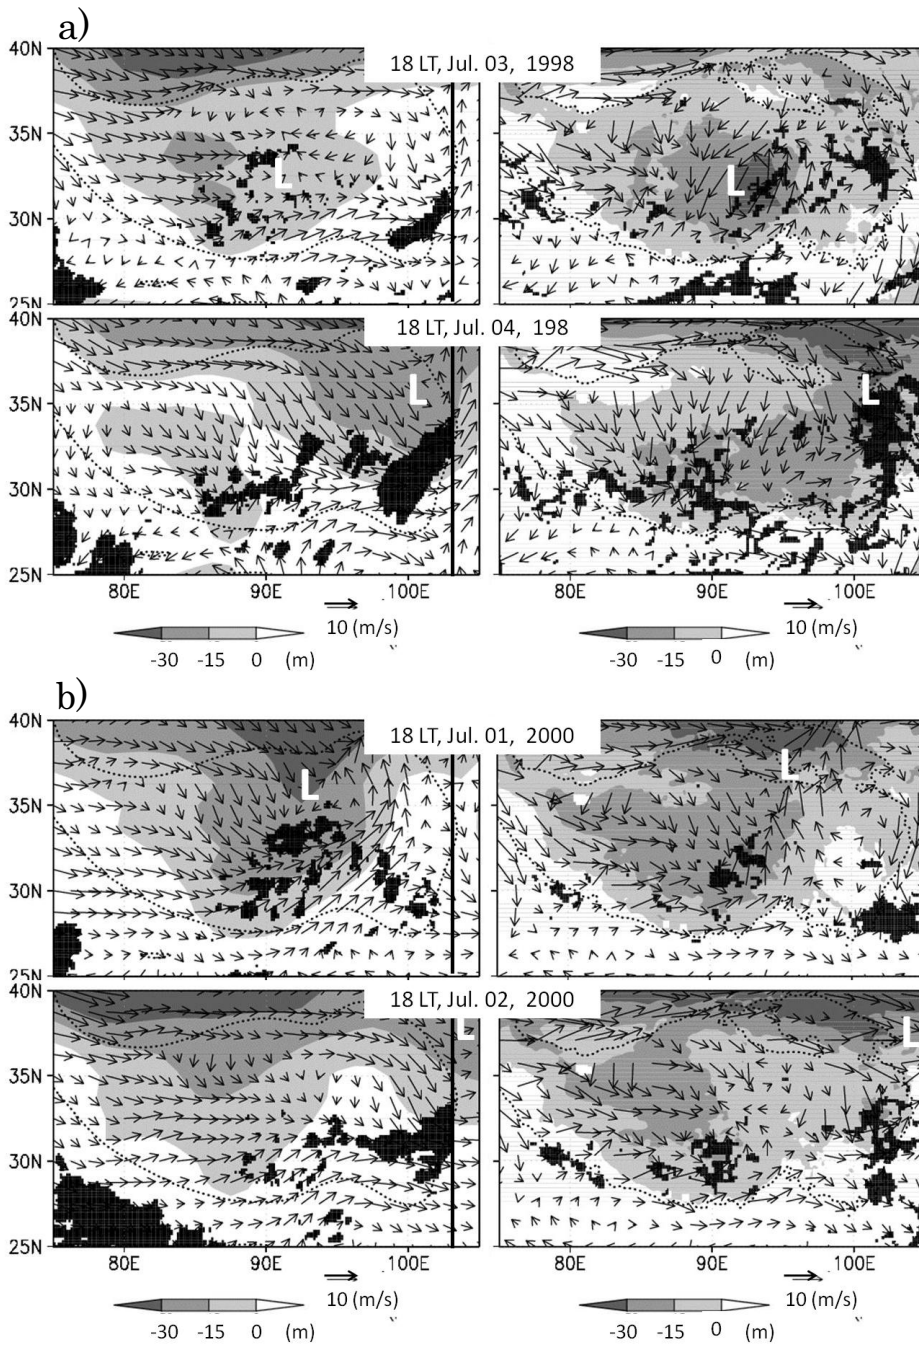 a)
18 LT, Jul. 03, 1998
40N
35N
30N
25N
L
L
18 LT, Jul. 04, 198
40N
35N
30N
25N
L
L
80E 90E 100E 80E 90E 100E
10 (m/s) 10 (m/s)
-30 -15 0 (m) -30 -15 0 (m)
b)
18 LT, Jul. 01, 2000
40N
35N
30N
25N
L
L
18 LT, Jul. 02, 2000
40N
35N
30N
25N
L
L
80E 90E 100E 80E 90E 100E
10 (m/s) 10 (m/s)
-30 -15 0 (m) -30 -15 0 (m)